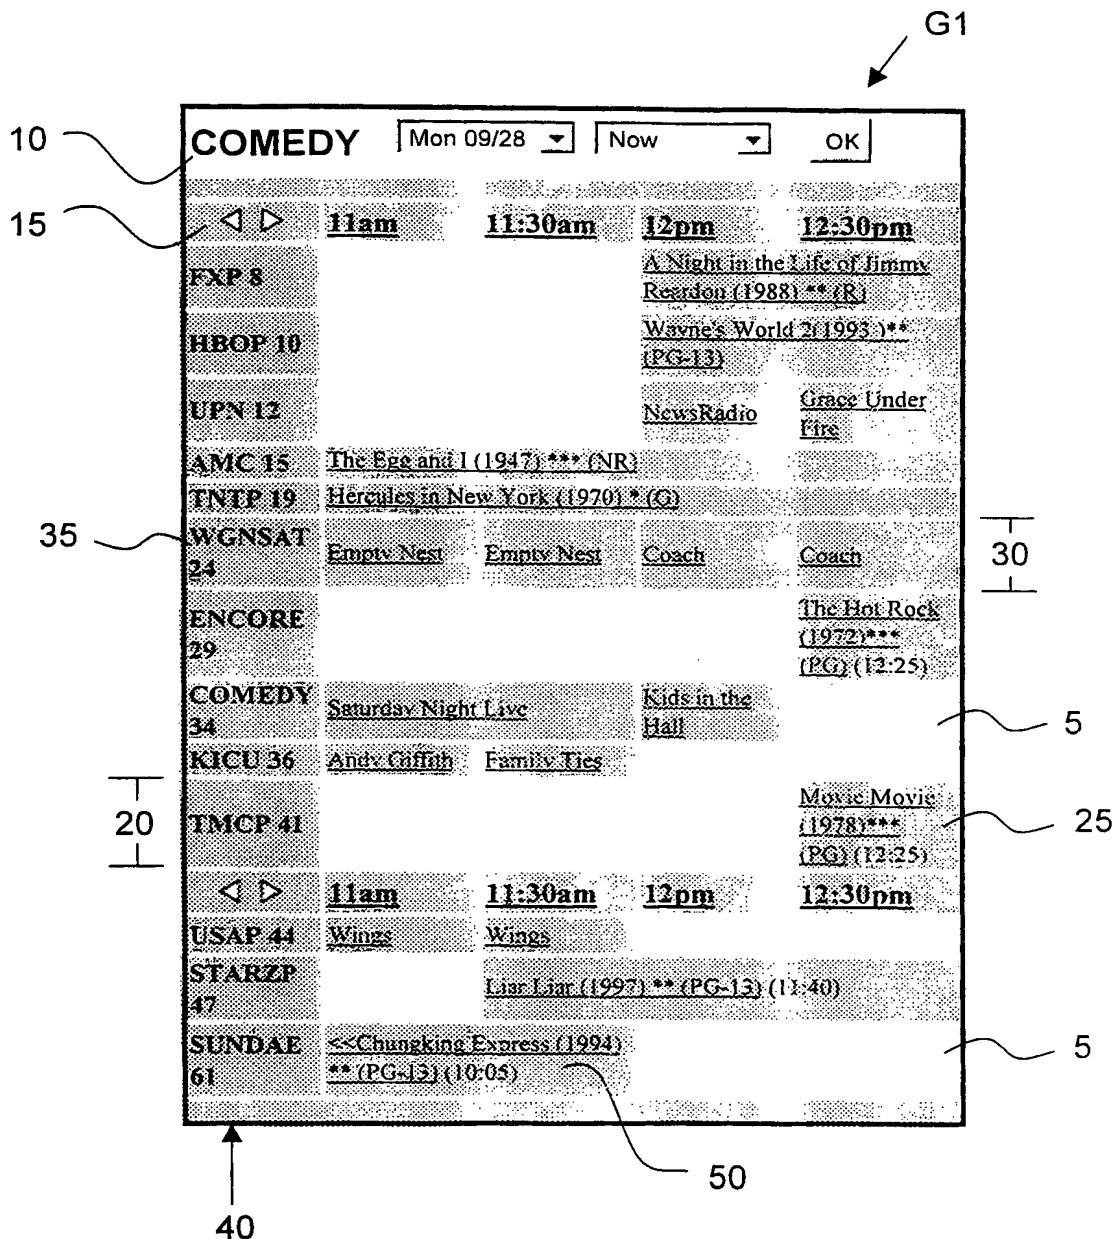 G1
10
COMEDY Mon 09/28 Now OK
15
11am 11:30am 12pm 12:30pm
FXP 8
A Night in the Life of Jimmy
Reardon (1988) ** (R)
HBOP 10
Wayne's World 2(1993 )**
(PG-13)
UPN 12
NewsRadio
Grace Under
Fire
AMC 15 The Egg and I (1947) *** (NR)
TNTP 19 Hercules in New York (1970) * (G)
35
WGNSAT
24
Empty Nest Empty Nest Coach Coach
30
ENCORE
29
The Hot Rock
(1972)***
(PG) (12:25)
COMEDY
34
Saturday Night Live
Kids in the
Hall
5
KICU 36 Andy Giffith Family Ties
20
TMCP 41
Movie Movie
(1978)***
(PG) (12:25)
25
11am 11:30am 12pm 12:30pm
USAP 44 Wings Wings
STARZP
47
Liar Liar (1997) ** (PG-13) (11:40)
SUNDAE
61
<<Chungking Express (1994)
** (PG-13) (10:05)
5
50
40